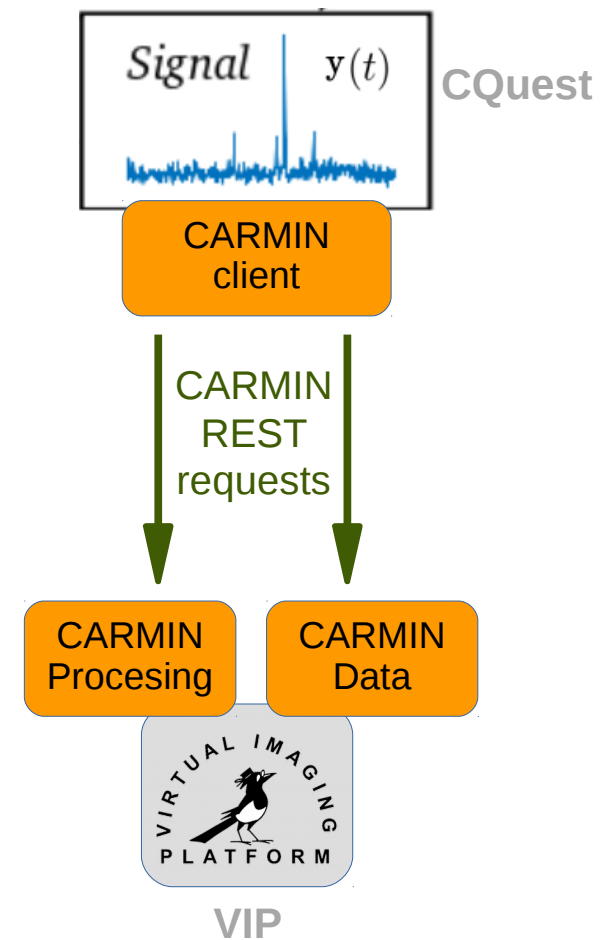 Signal y(t)
CQuest
CARMIN
client
CARMIN
REST
requests
CARMIN
Procesing
CARMIN
Data
VIRTUAL IMAGING
PLATFORM
VIP